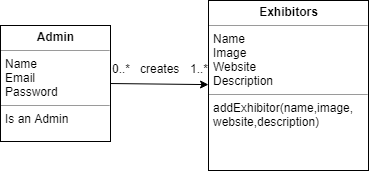 Admin
Name
Email
Password
Is an Admin
0..* creates 1..*
Exhibitors
Name
Image
Website
Description
addExhibitor(name,image,
website,description)